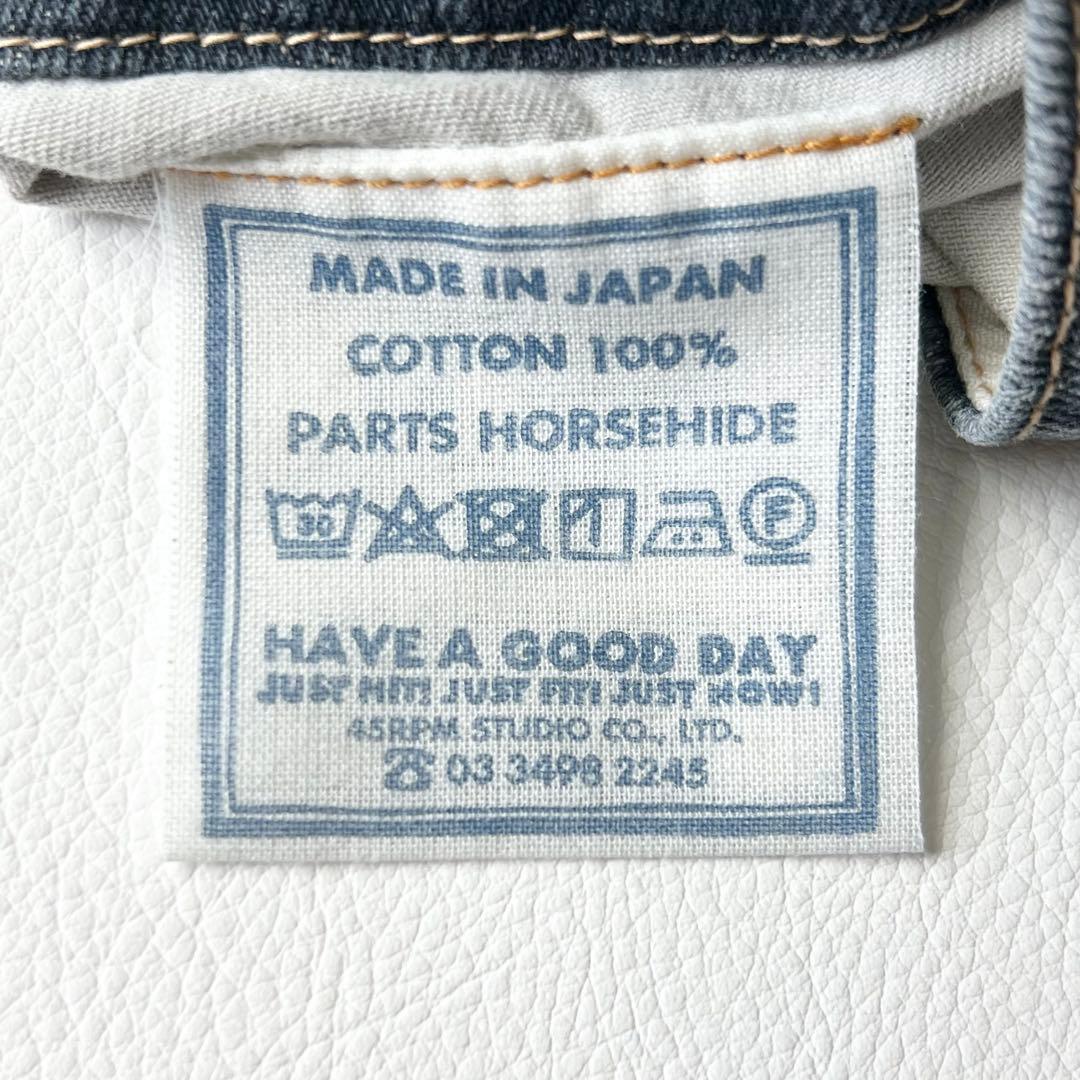 MADE IN JAPAN
COTTON 100%
PARTS HORSEHIDE
30 F
HAVE A GOOD DAY
JUST HIT! JUST FIT! JUST NOW!
45RPM STUDIO CO., LTD.
☎ 03 3498 2245